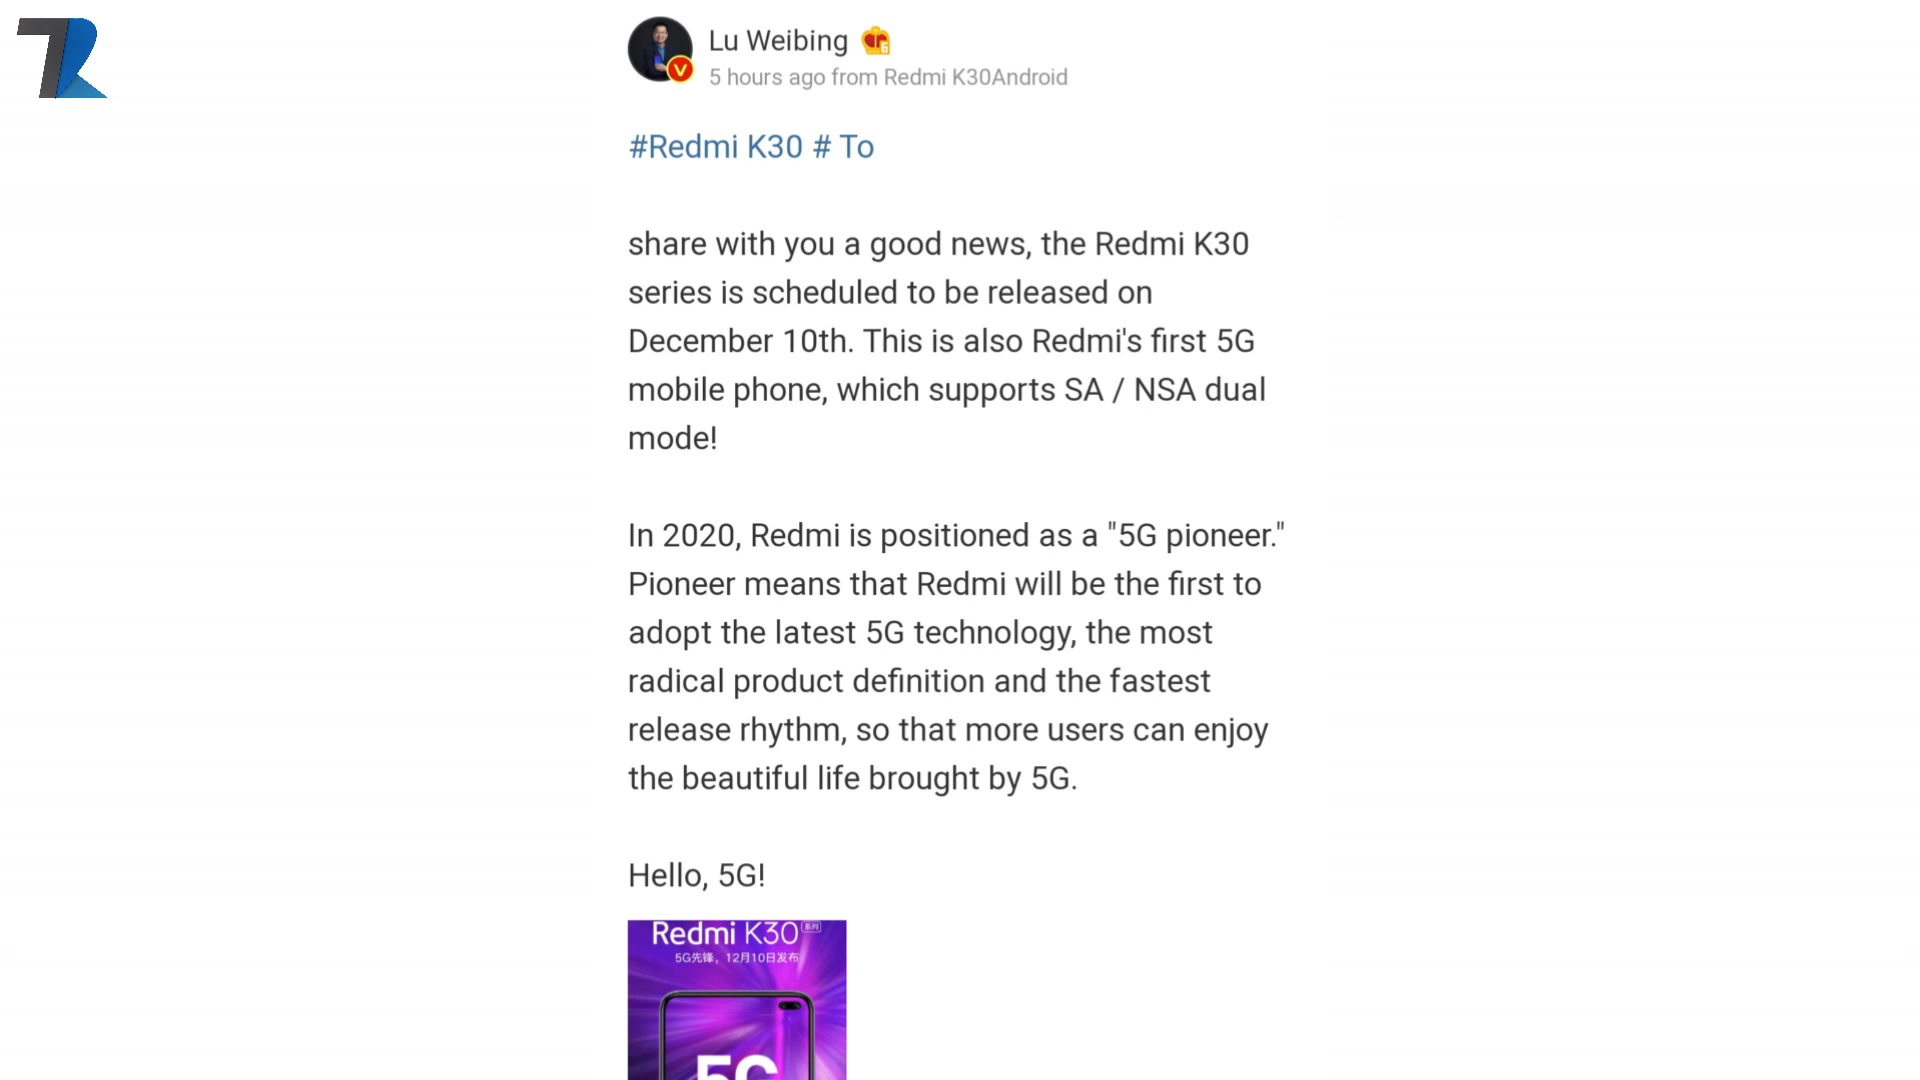 Lu Weibing
5 hours ago from Redmi K30Android
#Redmi K30 # To
share with you a good news, the Redmi K30
series is scheduled to be released on
December 10th. This is also Redmi's first 5G
mobile phone, which supports SA / NSA dual
mode!
In 2020, Redmi is positioned as a "5G pioneer."
Pioneer means that Redmi will be the first to
adopt the latest 5G technology, the most
radical product definition and the fastest
release rhythm, so that more users can enjoy
the beautiful life brought by 5G.
Hello, 5G!
Redmi K30 系列
5G先锋，12月10日发布
5G